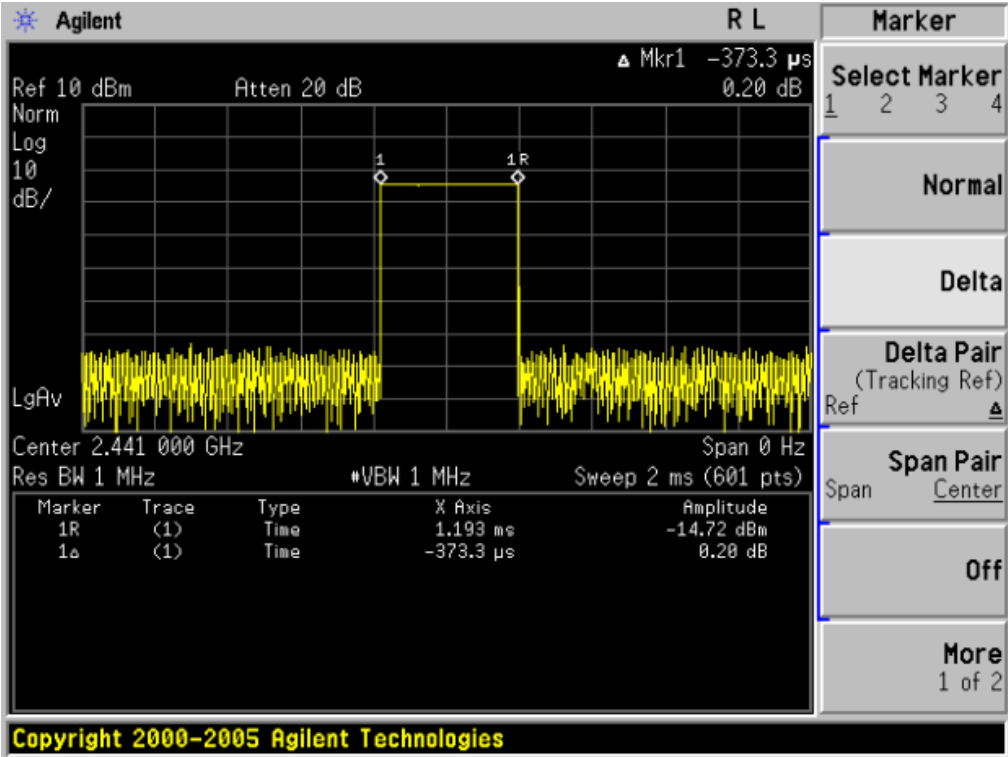 Agilent R L Marker
Δ Mkr1 -373.3 µs
Ref 10 dBm Atten 20 dB 0.20 dB
Norm
Log
10
dB/
1 1R
LgAv
Center 2.441 000 GHz Span 0 Hz
Res BW 1 MHz #VBW 1 MHz Sweep 2 ms (601 pts)
Marker Trace Type X Axis Amplitude
1R (1) Time 1.193 ms -14.72 dBm
1Δ (1) Time -373.3 µs 0.20 dB
Select Marker
1 2 3 4
Normal
Delta
Delta Pair
(Tracking Ref)
Ref Δ
Span Pair
Span Center
Off
More
1 of 2
Copyright 2000-2005 Agilent Technologies